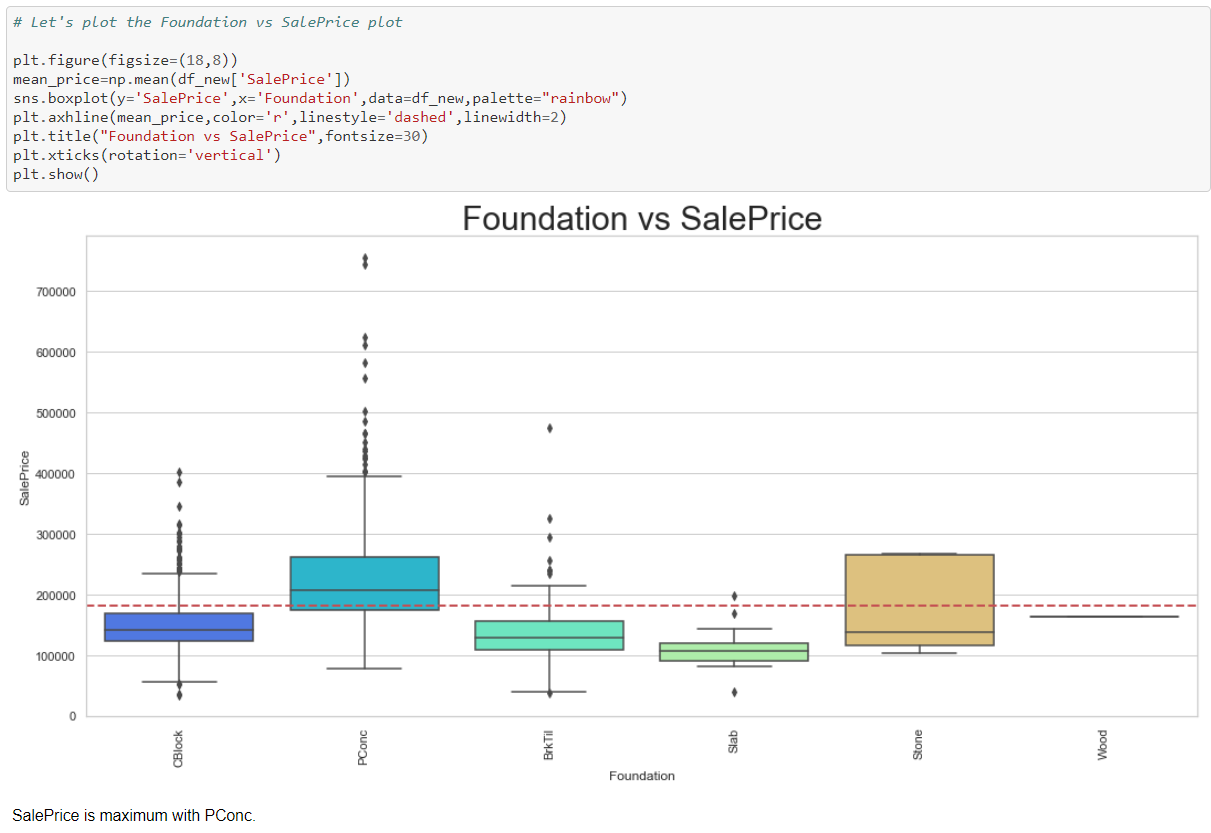 # Let's plot the Foundation vs SalePrice plot
plt.figure(figsize=(18,8))
mean_price=np.mean(df_new['SalePrice'])
sns.boxplot(y='SalePrice',x='Foundation',data=df_new,palette="rainbow")
plt.axhline(mean_price,color='r',linestyle='dashed',linewidth=2)
plt.title("Foundation vs SalePrice",fontsize=30)
plt.xticks(rotation='vertical')
plt.show()
Foundation vs SalePrice
SalePrice
700000
600000
500000
400000
300000
200000
100000
0
CBlock
PConc
BrkTil
Slab
Stone
Wood
Foundation
SalePrice is maximum with PConc.